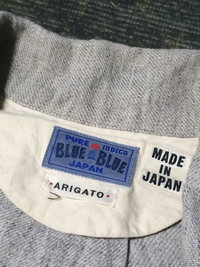 PURE INDIGO
BLUE BLUE
JAPAN
·ARIGATO·
MADE
IN
JAPAN